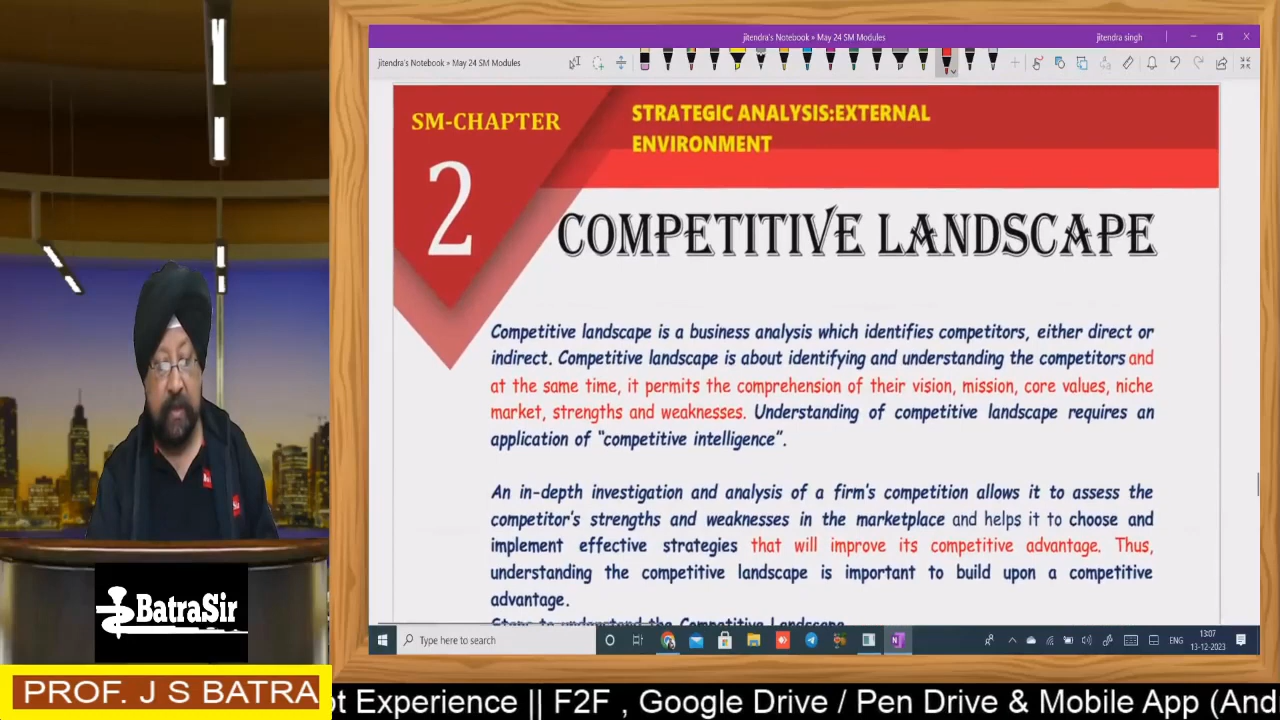 jitendra's Notebook » May 24 SM Modules
jitendra singh
jitendra's Notebook » May 24 SM Modules
SM-CHAPTER
2
STRATEGIC ANALYSIS:EXTERNAL
ENVIRONMENT
COMPETITIVE LANDSCAPE
Competitive landscape is a business analysis which identifies competitors, either direct or
indirect. Competitive landscape is about identifying and understanding the competitors and
at the same time, it permits the comprehension of their vision, mission, core values, niche
market, strengths and weaknesses. Understanding of competitive landscape requires an
application of “competitive intelligence”.
An in-depth investigation and analysis of a firm’s competition allows it to assess the
competitor’s strengths and weaknesses in the marketplace and helps it to choose and
implement effective strategies that will improve its competitive advantage. Thus,
understanding the competitive landscape is important to build upon a competitive
advantage.
Steps to understand the Competitive Landscape
Type here to search
ENG
13:07
13-12-2023
BatraSir
PROF. J S BATRA
ot Experience || F2F , Google Drive / Pen Drive & Mobile App (And